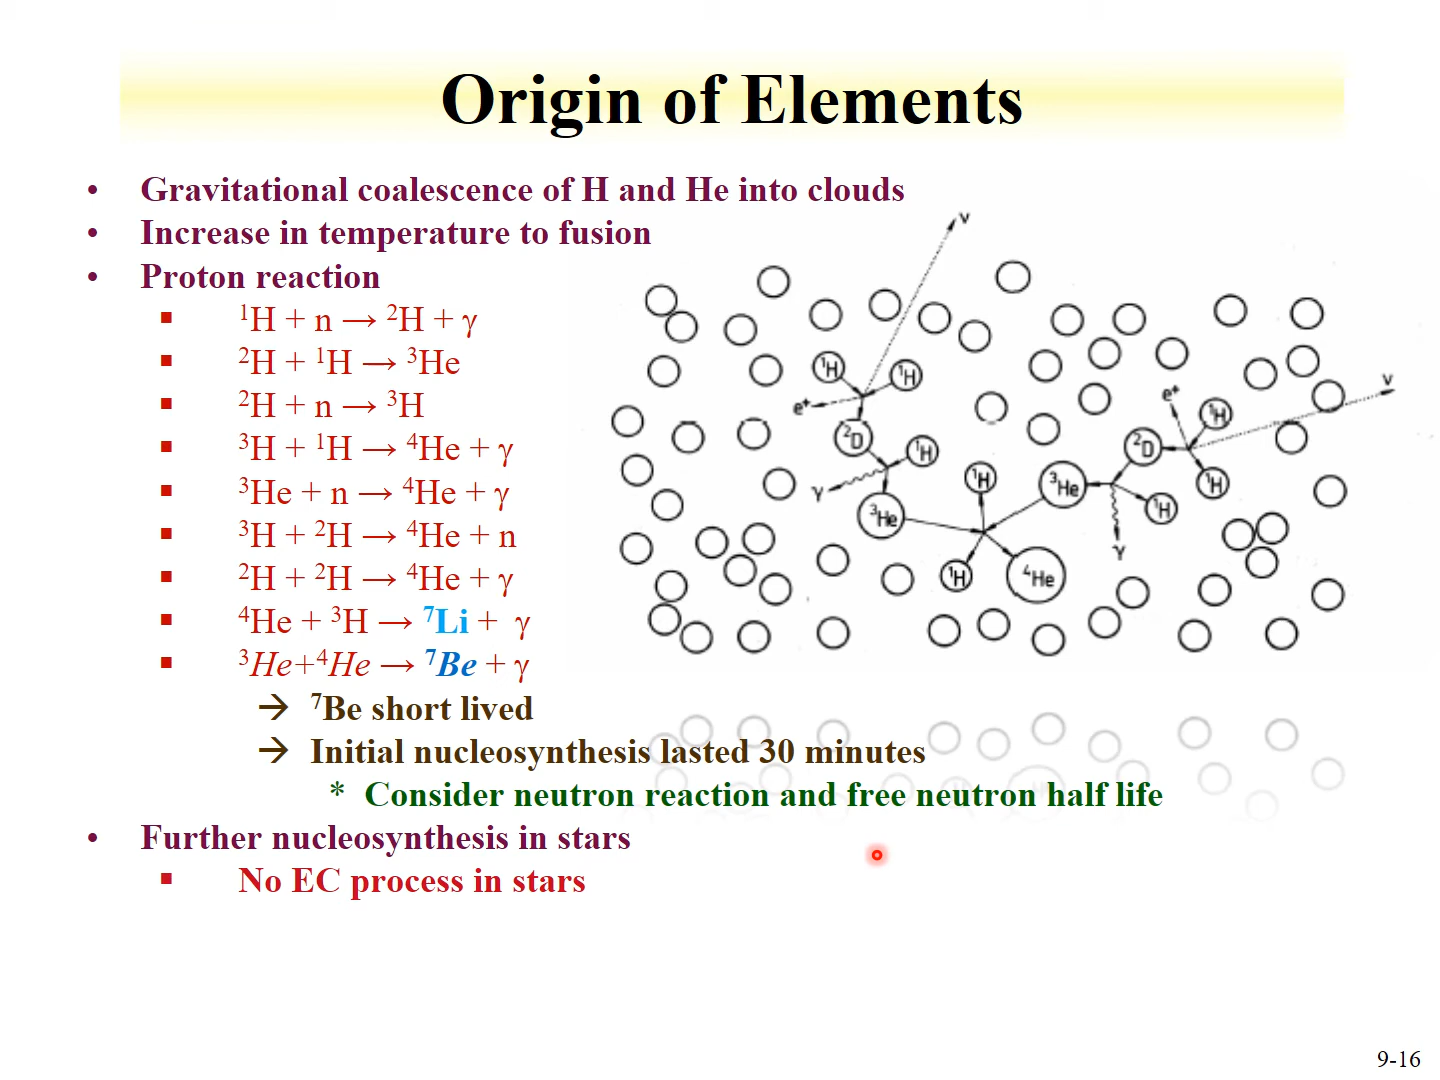 Origin of Elements
• Gravitational coalescence of H and He into clouds
• Increase in temperature to fusion
• Proton reaction
▪ ¹H + n → ²H + γ
▪ ²H + ¹H → ³He
▪ ²H + n → ³H
▪ ³H + ¹H → ⁴He + γ
▪ ³He + n → ⁴He + γ
▪ ³H + ²H → ⁴He + n
▪ ²H + ²H → ⁴He + γ
▪ ⁴He + ³H → ⁷Li + γ
▪ ³He+⁴He → ⁷Be + γ
→ ⁷Be short lived
→ Initial nucleosynthesis lasted 30 minutes
* Consider neutron reaction and free neutron half life
• Further nucleosynthesis in stars
▪ No EC process in stars
ν
¹H ¹H
e⁺
²D
¹H
γ
³He
¹H
¹H
⁴He
³He
γ
¹H
²D
e⁺
¹H
¹H
ν
9-16